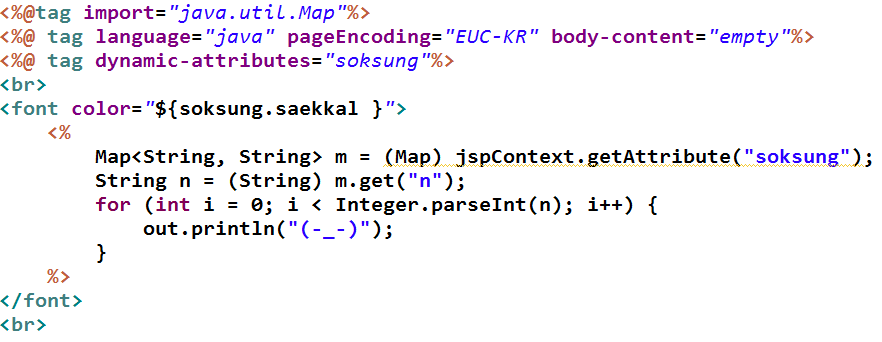 <%@tag import="java.util.Map"%>
<%@ tag language="java" pageEncoding="EUC-KR" body-content="empty"%>
<%@ tag dynamic-attributes="soksung"%>
<br>
<font color="${soksung.saekkal }">
    <%
        Map<String, String> m = (Map) jspContext.getAttribute("soksung");
        String n = (String) m.get("n");
        for (int i = 0; i < Integer.parseInt(n); i++) {
            out.println("(-_-)");
        }
    %>
</font>
<br>